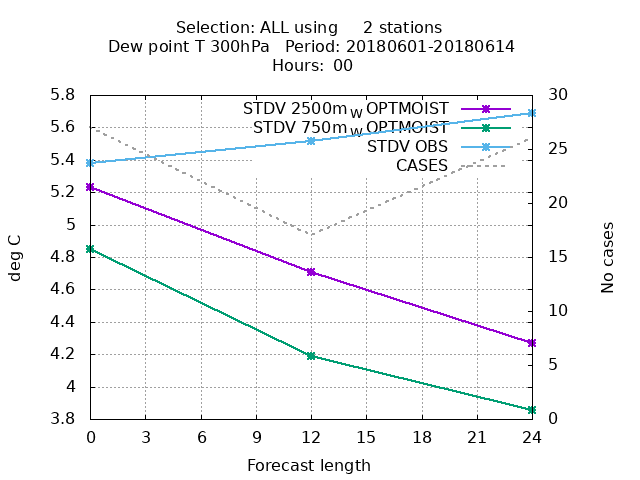 Selection: ALL using     2 stations
Dew point T 300hPa   Period: 20180601-20180614
Hours:  00
STDV 2500m_W OPTMOIST
STDV 750m_W OPTMOIST
STDV OBS
CASES
5.8
5.6
5.4
5.2
5
4.8
4.6
4.4
4.2
4
3.8
deg C
30
25
20
15
10
5
0
No cases
0 3 6 9 12 15 18 21 24
Forecast length